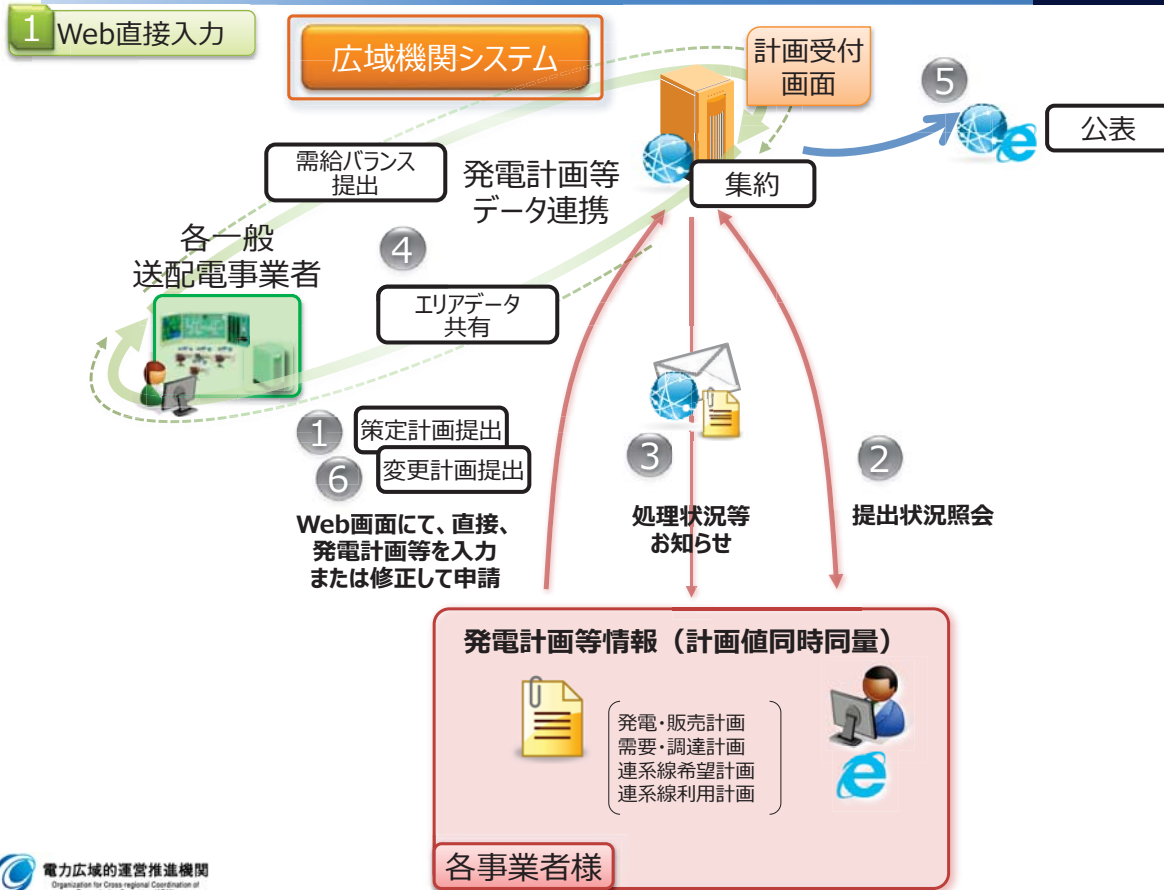 1 Web直接入力
広域機関システム
計画受付
画面
5
公表
需給バランス
提出
発電計画等
データ連携
集約
各一般
送配電事業者
4
エリアデータ
共有
1 策定計画提出
6 変更計画提出
Web画面にて、直接、
発電計画等を入力
または修正して申請
3
処理状況等
お知らせ
2
提出状況照会
発電計画等情報（計画値同時同量）
発電・販売計画
需要・調達計画
連系線希望計画
連系線利用計画
各事業者様
電力広域的運営推進機関
Organization for Cross-regional Coordination of